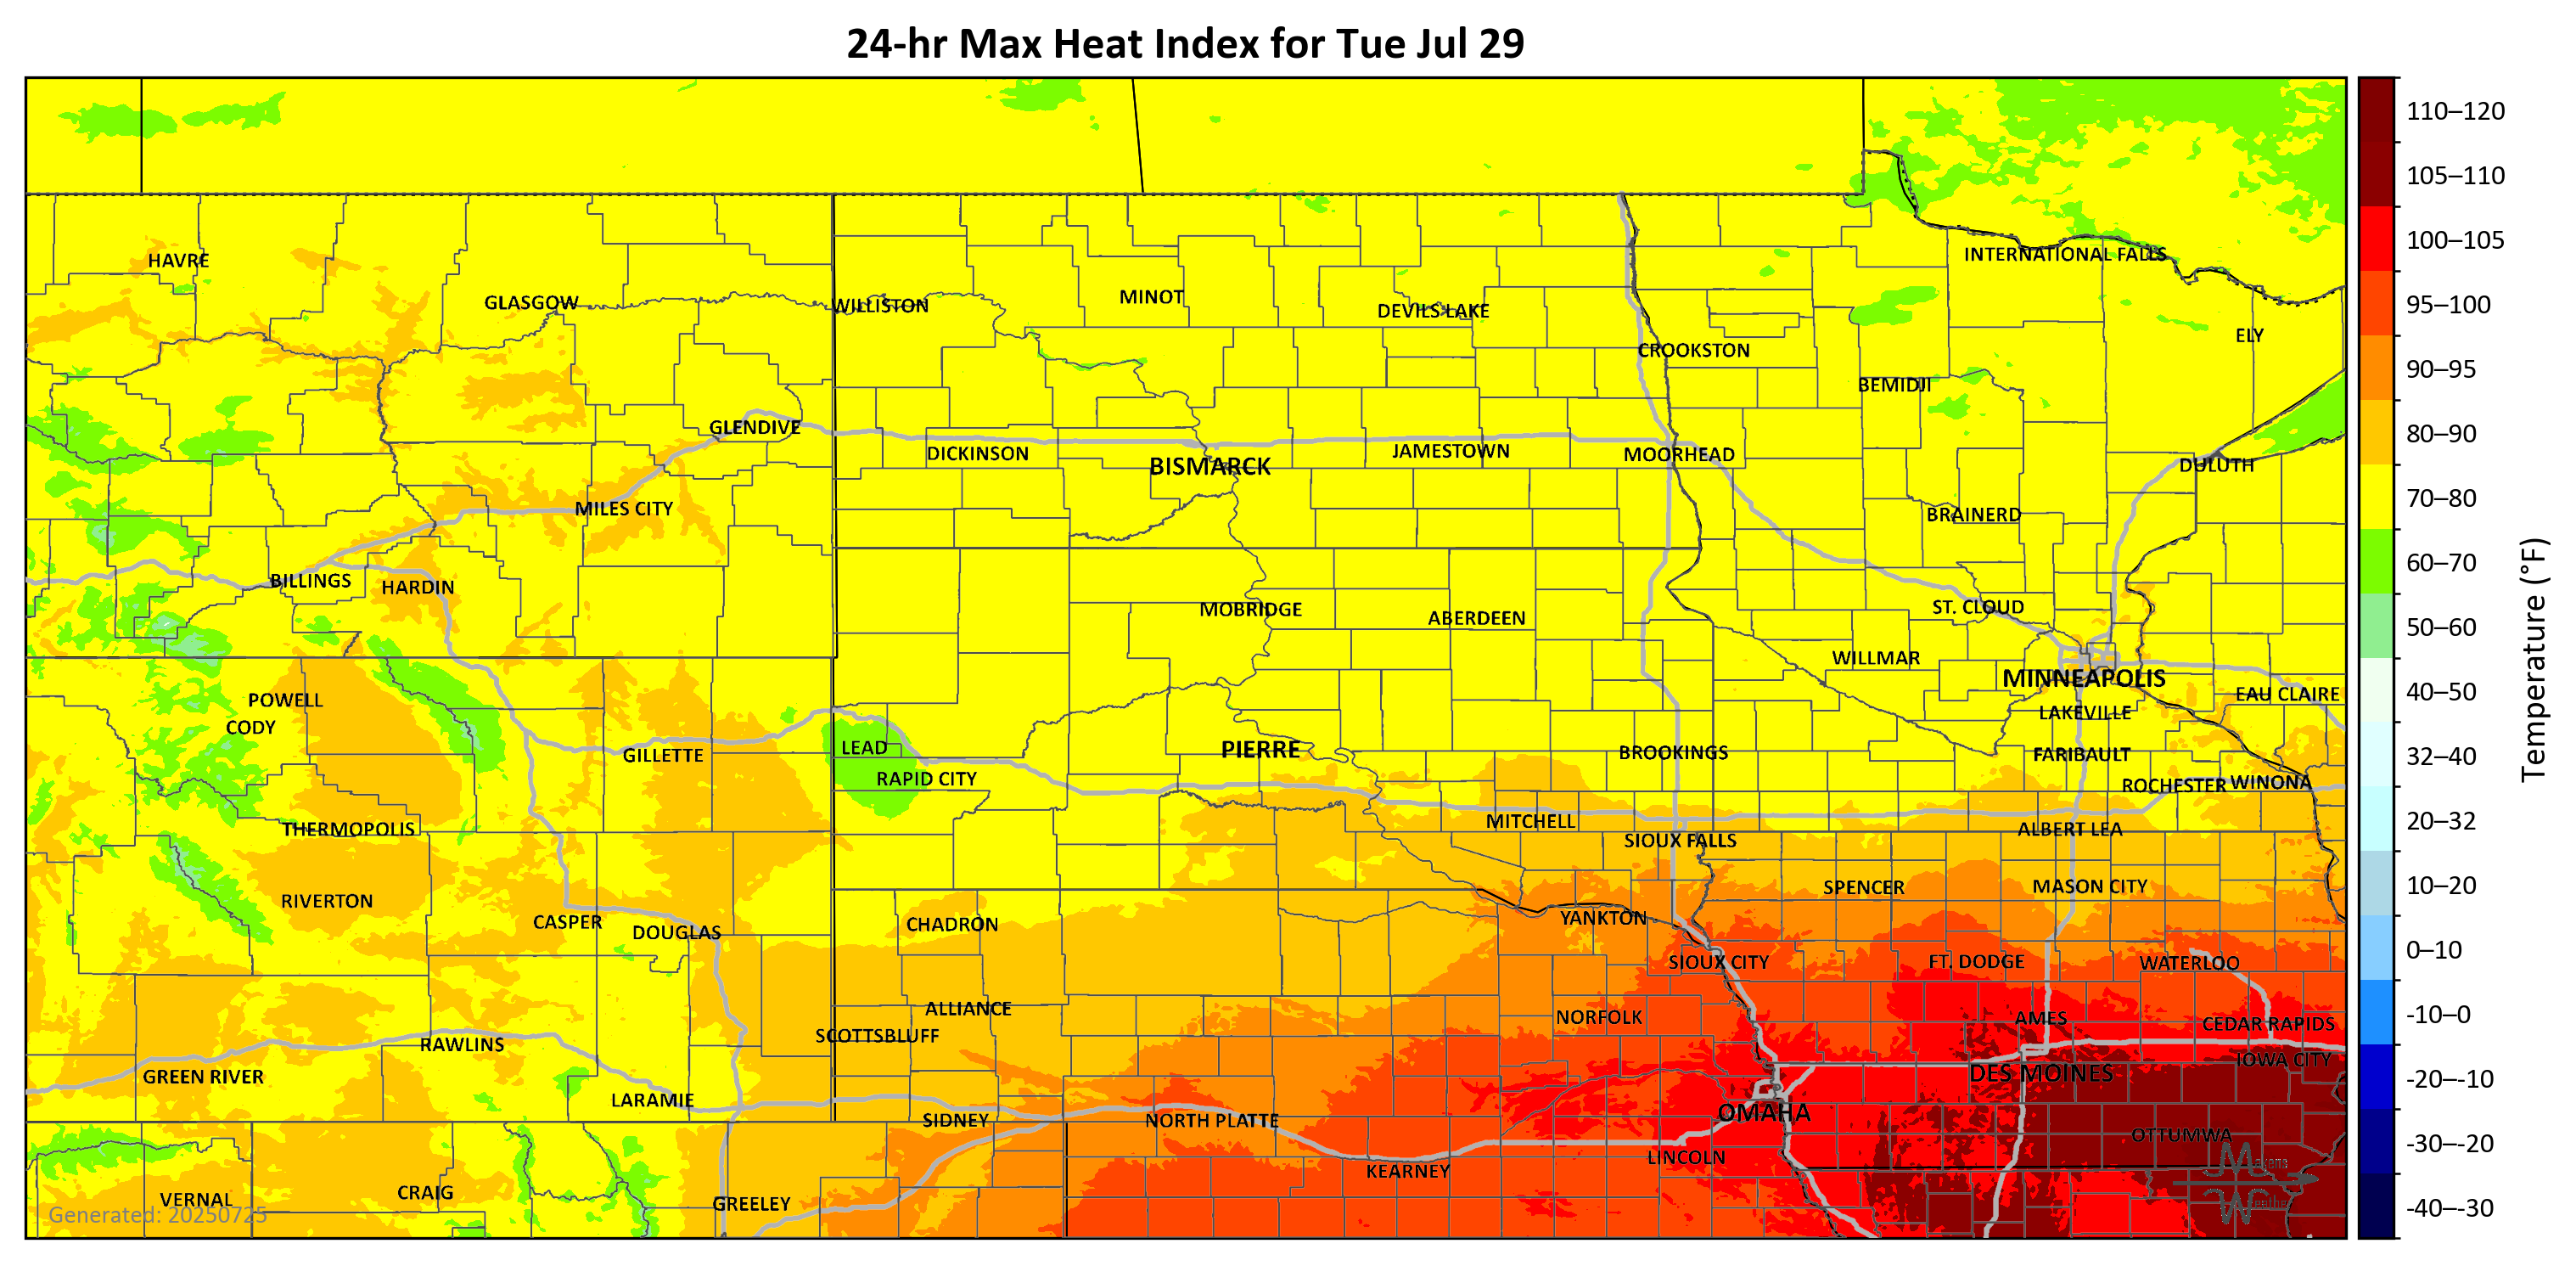 24-hr Max Heat Index for Tue Jul 29
110–120
105–110
INTERNATIONAL FALLS
100–105
HAVRE
GLASGOW
WILLISTON
MINOT
DEVILS LAKE
95–100
ELY
CROOKSTON
90–95
BEMIDJI
GLENDIVE
DICKINSON
BISMARCK
JAMESTOWN
MOORHEAD
DULUTH
80–90
MILES CITY
BRAINERD
70–80
BILLINGS
HARDIN
60–70
MOBRIDGE
ABERDEEN
ST. CLOUD
50–60
WILLMAR
MINNEAPOLIS
POWELL
EAU CLAIRE
40–50
CODY
LAKEVILLE
GILLETTE
LEAD
PIERRE
BROOKINGS
FARIBAULT
32–40
RAPID CITY
ROCHESTER
WINONA
Temperature (°F)
THERMOPOLIS
MITCHELL
SIOUX FALLS
ALBERT LEA
20–32
RIVERTON
SPENCER
MASON CITY
10–20
CASPER
DOUGLAS
CHADRON
YANKTON
SIOUX CITY
FT. DODGE
WATERLOO
0–10
ALLIANCE
NORFOLK
AMES
CEDAR RAPIDS
-10–0
RAWLINS
SCOTTSBLUFF
IOWA CITY
GREEN RIVER
DES MOINES
-20–-10
LARAMIE
SIDNEY
NORTH PLATTE
OMAHA
OTTUMWA
-30–-20
KEARNEY
LINCOLN
VERNAL
CRAIG
GREELEY
-40–-30
Generated: 20250725